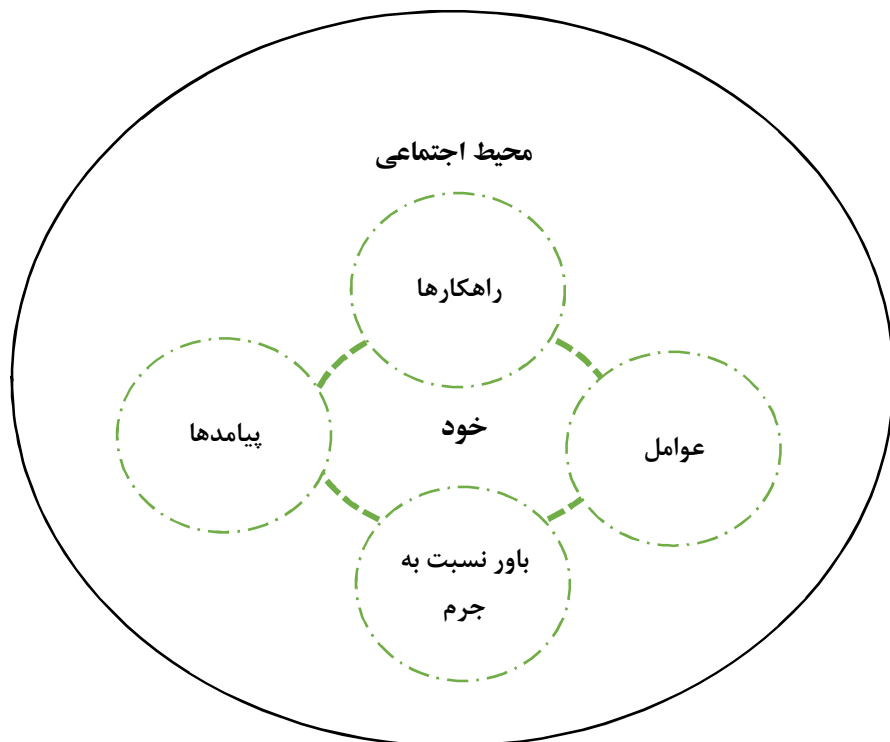 محیط اجتماعی
راهکارها
عوامل
خود
پیامدها
باور نسبت به
جرم